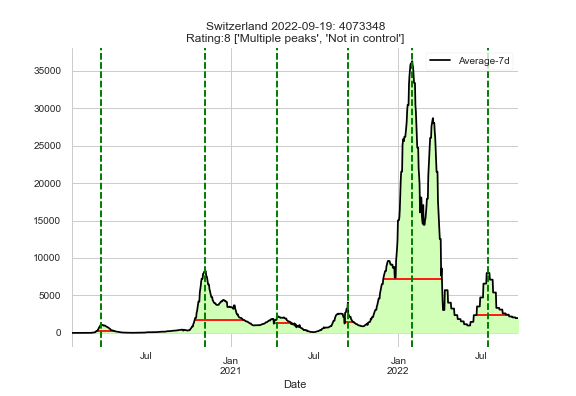 Switzerland 2022-09-19: 4073348
Rating:8 ['Multiple peaks', 'Not in control']
Average-7d
35000
30000
25000
20000
15000
10000
5000
0
Jul
Jan
2021
Jul
Jan
2022
Jul
Date